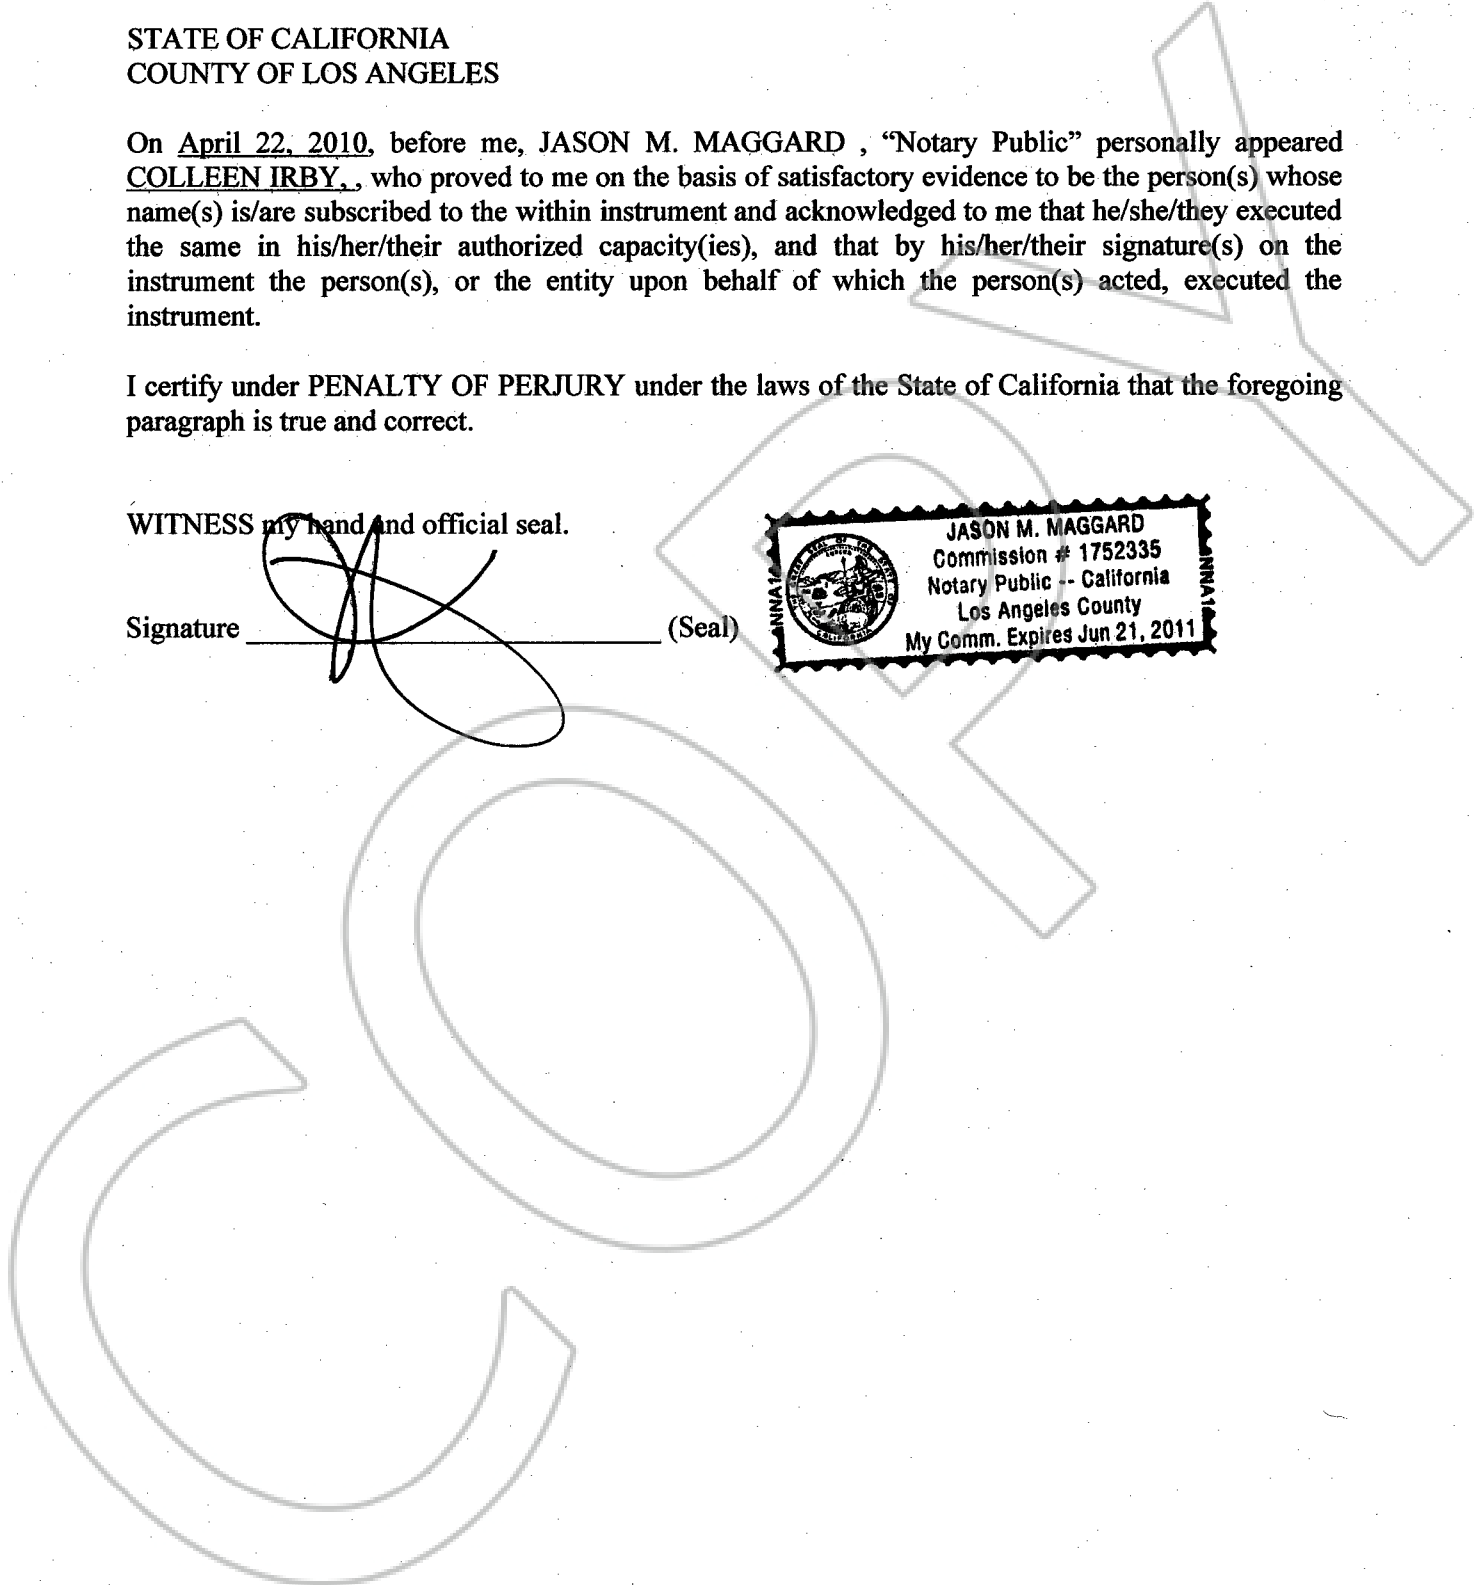 STATE OF CALIFORNIA
COUNTY OF LOS ANGELES
On April 22, 2010, before me, JASON M. MAGGARD , “Notary Public” personally appeared
COLLEEN IRBY, , who proved to me on the basis of satisfactory evidence to be the person(s) whose
name(s) is/are subscribed to the within instrument and acknowledged to me that he/she/they executed
the same in his/her/their authorized capacity(ies), and that by his/her/their signature(s) on the
instrument the person(s), or the entity upon behalf of which the person(s) acted, executed the
instrument.
I certify under PENALTY OF PERJURY under the laws of the State of California that the foregoing
paragraph is true and correct.
WITNESS my hand and official seal.
Signature (Seal)
JASON M. MAGGARD
Commission # 1752335
Notary Public -- California
Los Angeles County
My Comm. Expires Jun 21, 2011
COPY